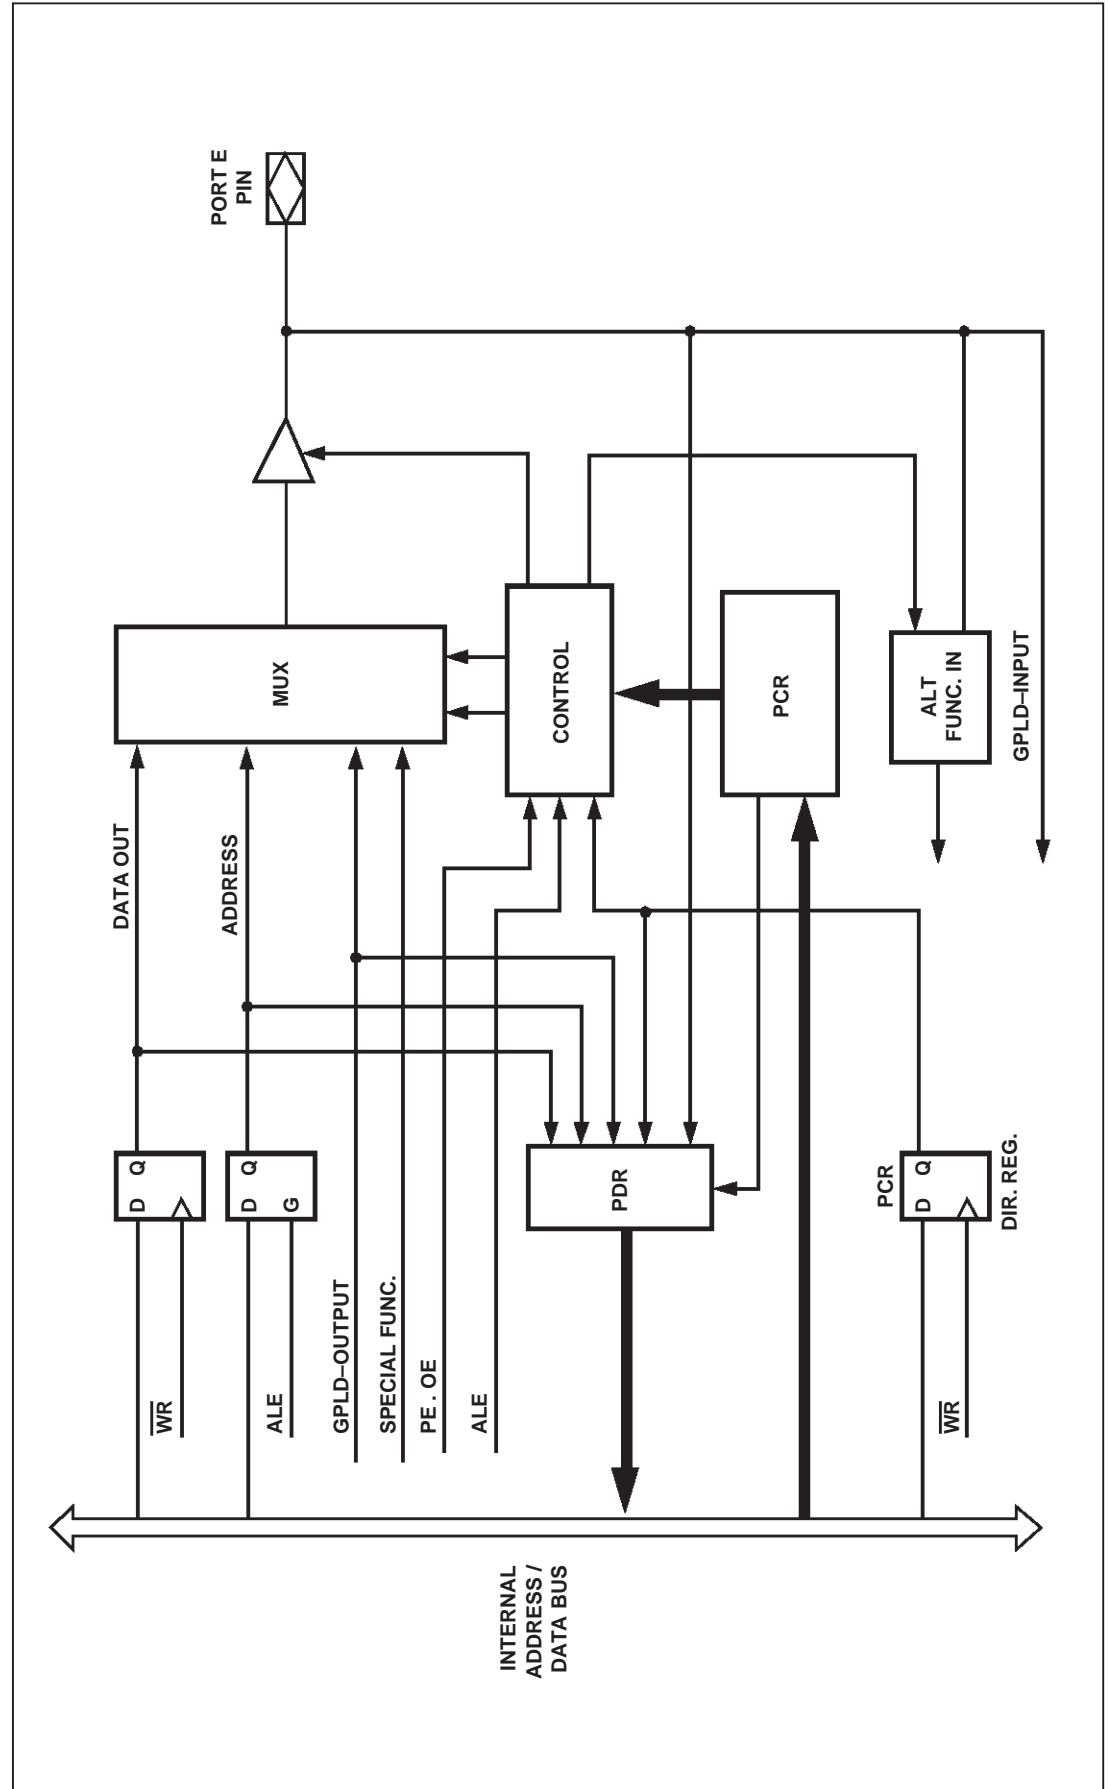 INTERNAL
ADDRESS /
DATA BUS
WR
D Q
DATA OUT
ALE
D Q
G
ADDRESS
GPLD–OUTPUT
SPECIAL FUNC.
PE . OE
ALE
MUX
PORT E
PIN
CONTROL
PDR
PCR
WR
PCR
D Q
DIR. REG.
ALT
FUNC. IN
GPLD–INPUT